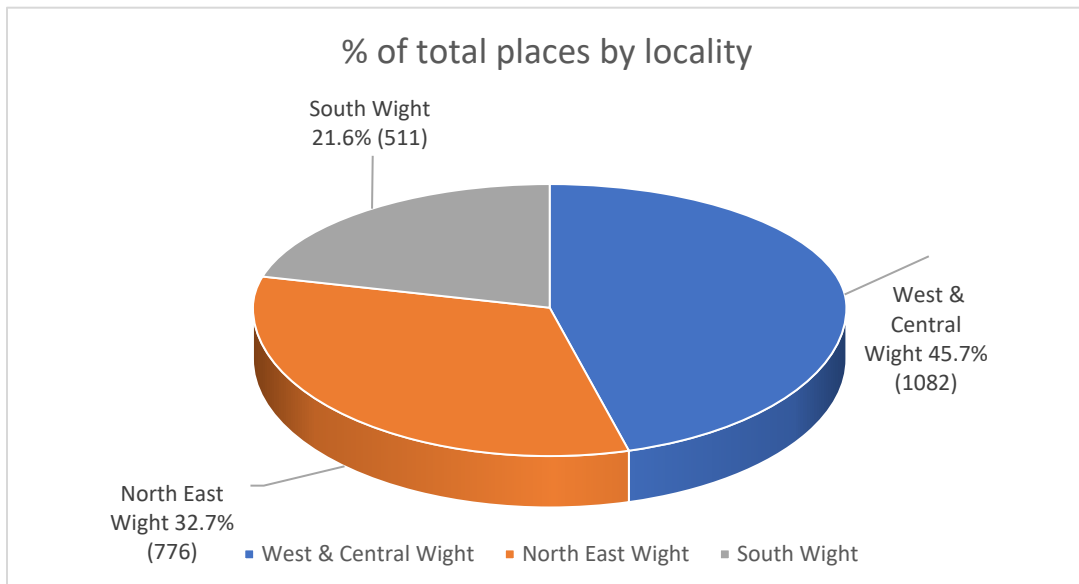 % of total places by locality
South Wight
21.6% (511)
West &
Central
Wight 45.7%
(1082)
North East
Wight 32.7%
(776)
West & Central Wight
North East Wight
South Wight